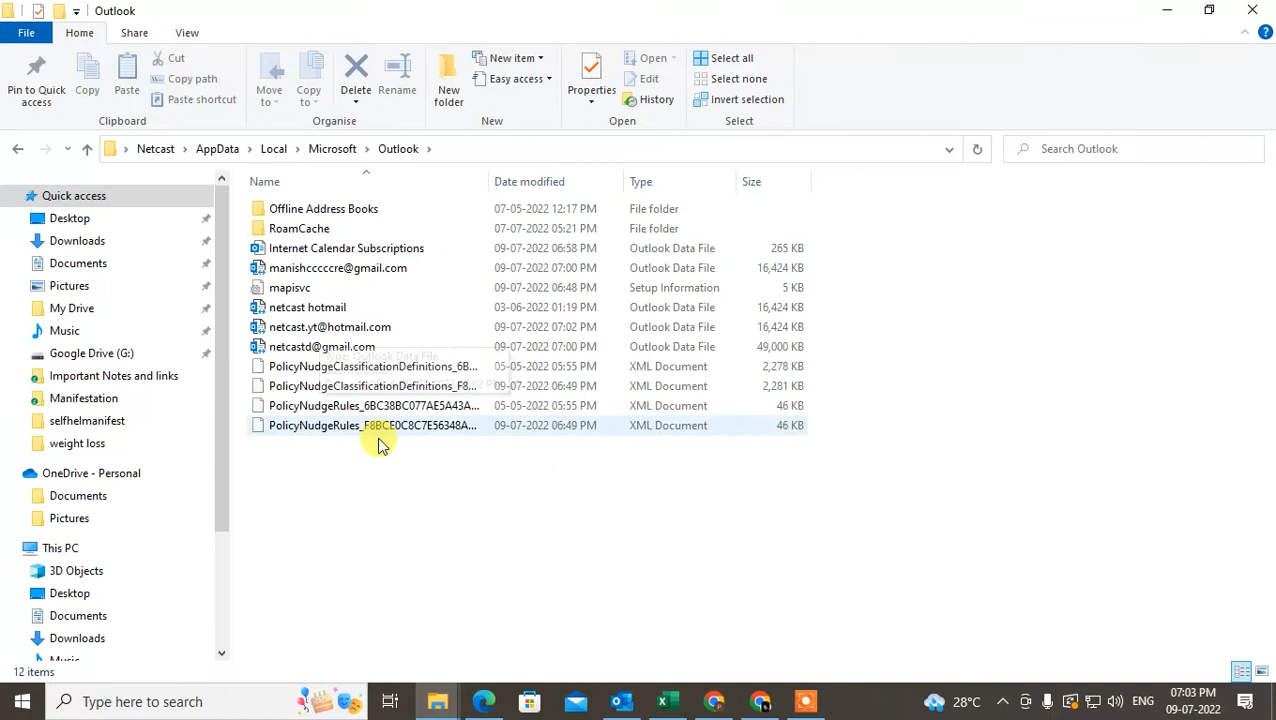 Outlook
File Home Share View
Pin to Quick access
Copy
Paste
Cut
Copy path
Paste shortcut
Clipboard
Move to
Copy to
Delete
Rename
Organise
New folder
New item
Easy access
New
Properties
Open
Edit
History
Open
Select all
Select none
Invert selection
Select
Netcast > AppData > Local > Microsoft > Outlook >
Search Outlook
Name Date modified Type Size
Offline Address Books 07-05-2022 12:17 PM File folder
RoamCache 07-07-2022 05:21 PM File folder
Internet Calendar Subscriptions 09-07-2022 06:58 PM Outlook Data File 265 KB
manishcccccre@gmail.com 09-07-2022 07:00 PM Outlook Data File 16,424 KB
mapisvc 09-07-2022 06:48 PM Setup Information 5 KB
netcast hotmail 03-06-2022 01:19 PM Outlook Data File 16,424 KB
netcast.yt@hotmail.com 09-07-2022 07:02 PM Outlook Data File 16,424 KB
netcastd@gmail.com 09-07-2022 07:00 PM Outlook Data File 49,000 KB
Type: Outlook Data File
PolicyNudgeClassificationDefinitions_6B... 05-05-2022 05:55 PM XML Document 2,278 KB
PolicyNudgeClassificationDefinitions_F8... 09-07-2022 06:49 PM XML Document 2,281 KB
PolicyNudgeRules_6BC38BC077AE5A43A... 05-05-2022 05:55 PM XML Document 46 KB
PolicyNudgeRules_F8BCE0C8C7E56348A... 09-07-2022 06:49 PM XML Document 46 KB
Quick access
Desktop
Downloads
Documents
Pictures
My Drive
Music
Google Drive (G:)
Important Notes and links
Manifestation
selfhelmanifest
weight loss
OneDrive - Personal
Documents
Pictures
This PC
3D Objects
Desktop
Documents
Downloads
Music
12 items
Type here to search
28°C
ENG
07:03 PM
09-07-2022